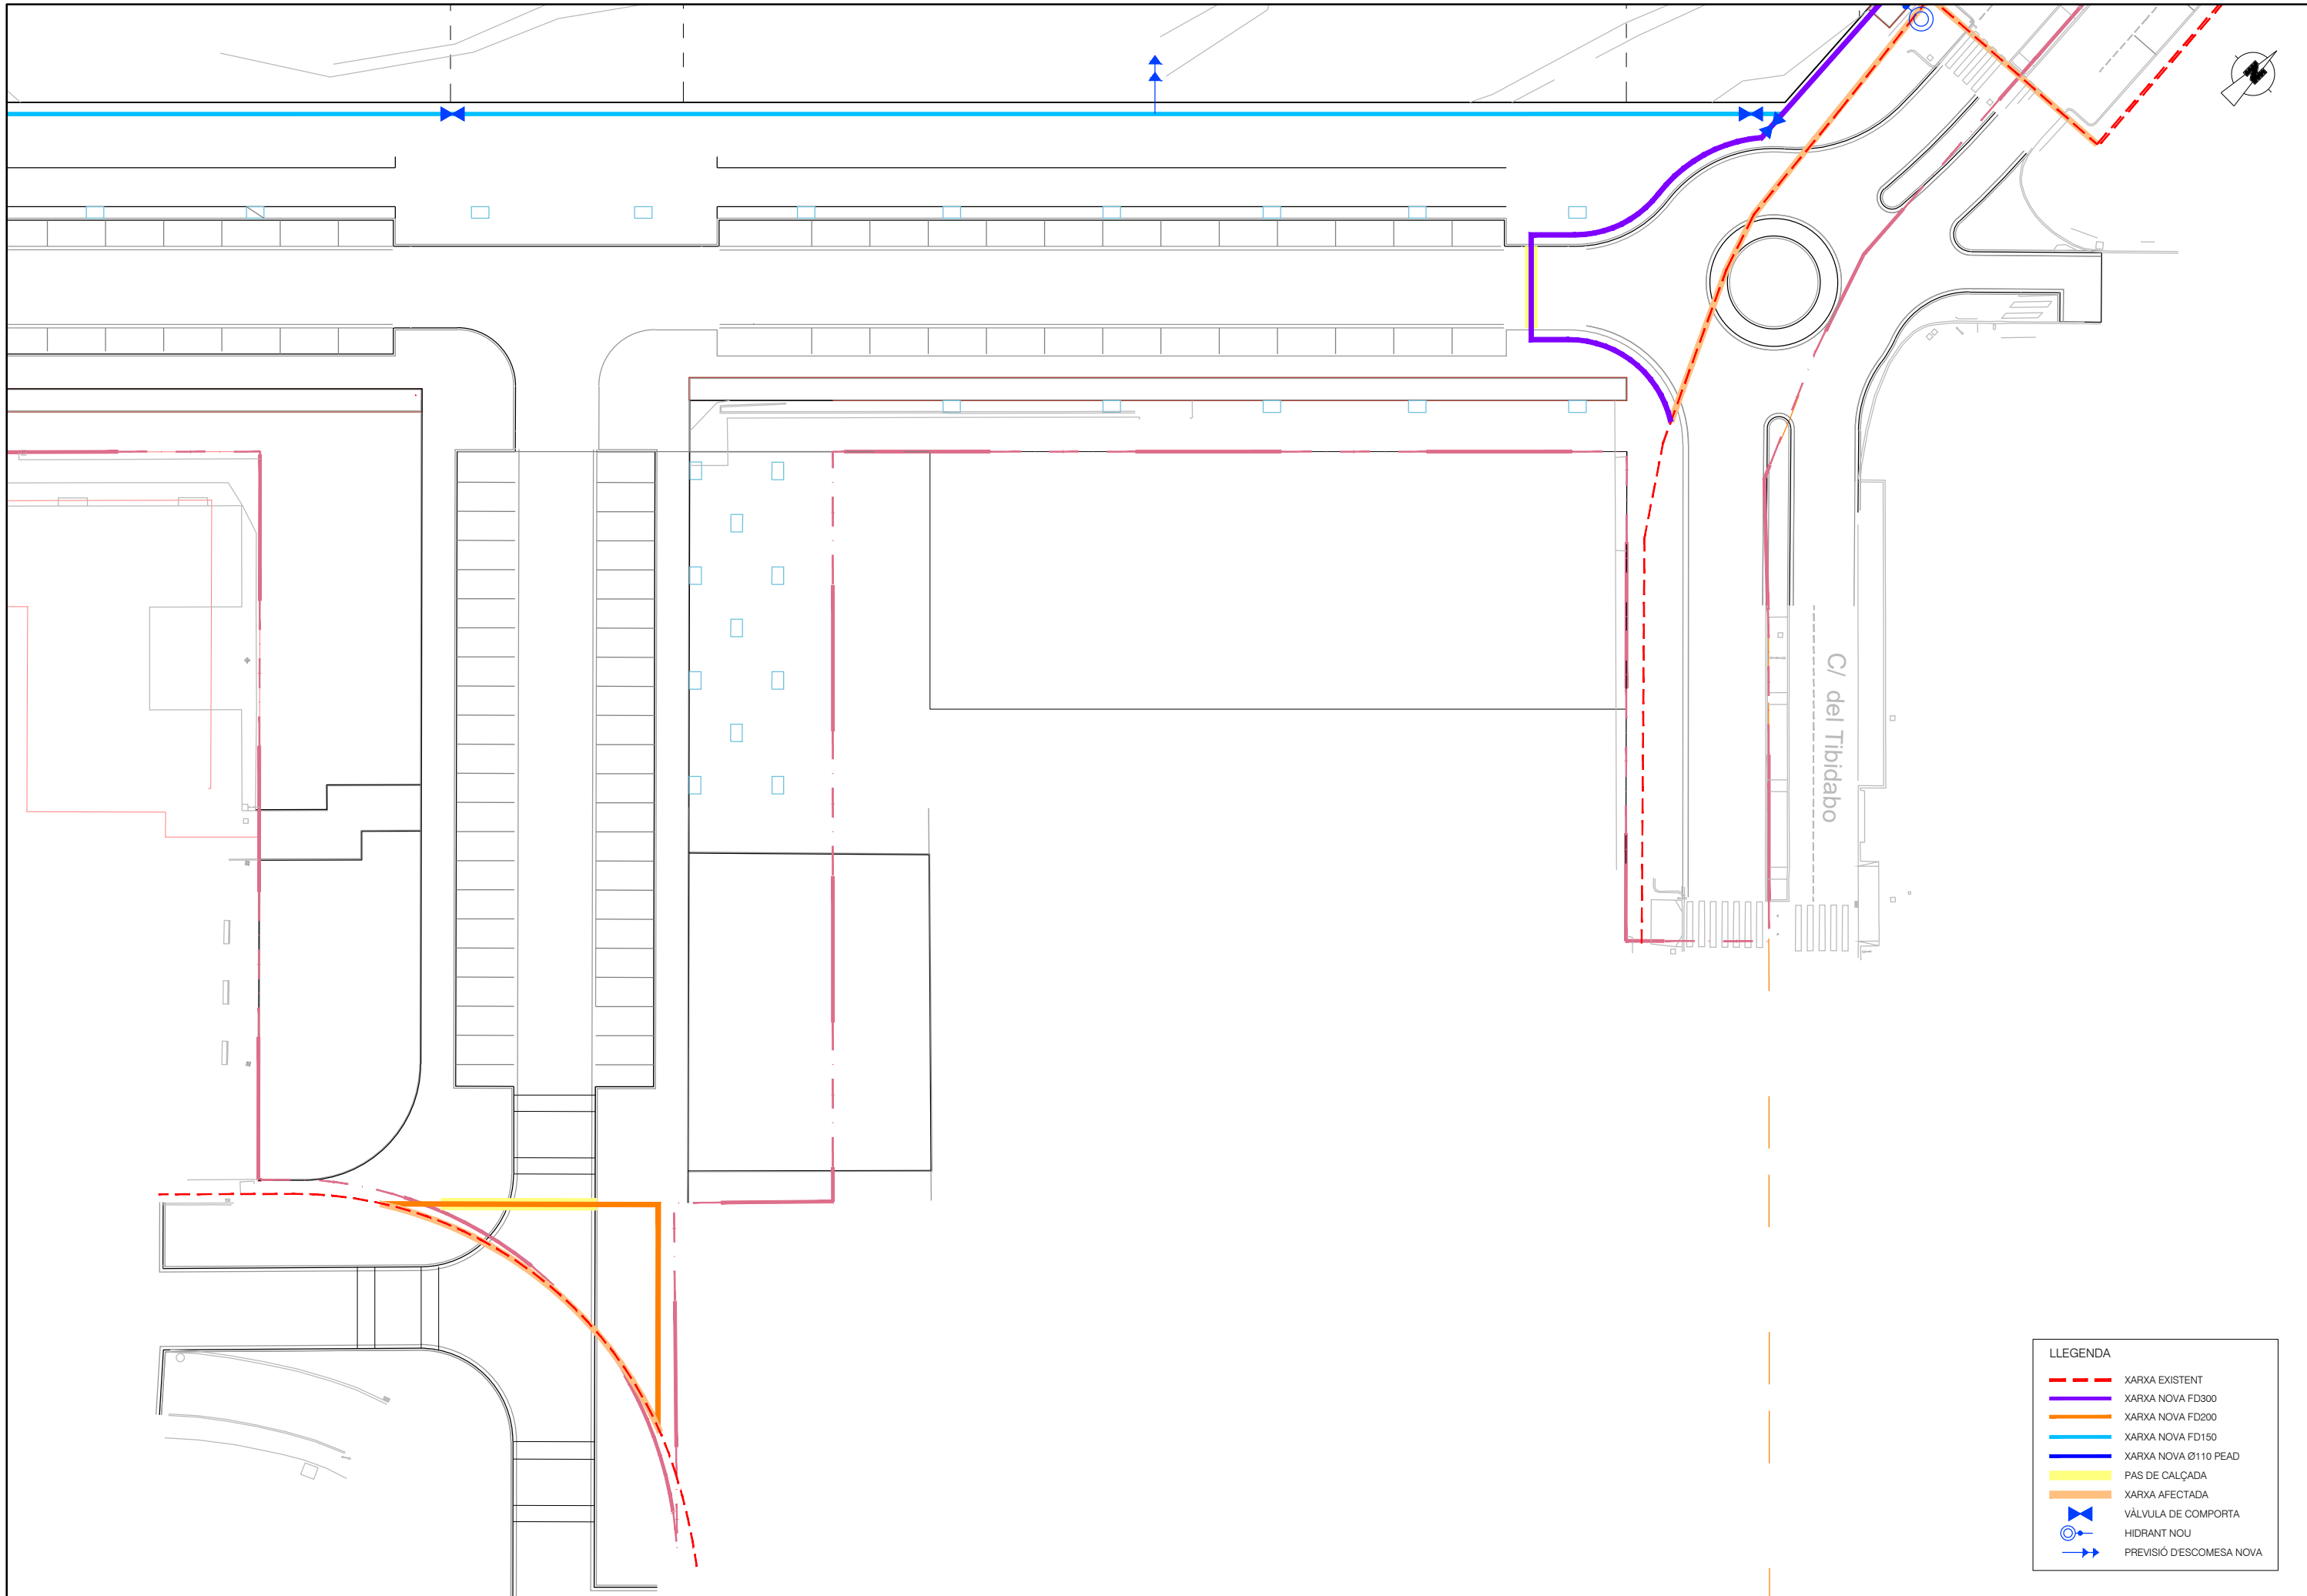 N
C/ del Tibidabo
LLEGENDA
XARXA EXISTENT
XARXA NOVA FD300
XARXA NOVA FD200
XARXA NOVA FD150
XARXA NOVA Ø110 PEAD
PAS DE CALÇADA
XARXA AFECTADA
VÀLVULA DE COMPORTA
HIDRANT NOU
PREVISIÓ D'ESCOMESA NOVA